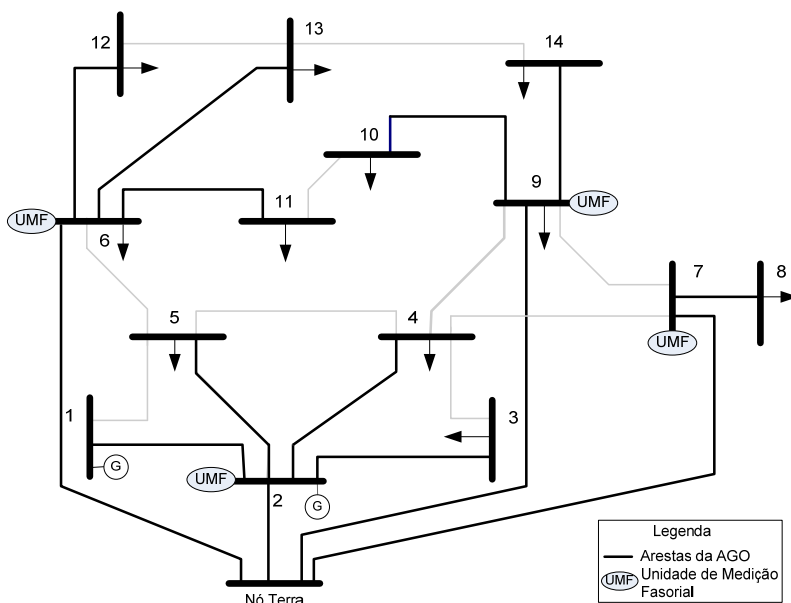 12
13
14
10
9
UMF
11
UMF
6
7
8
5
4
UMF
1
3
G
UMF
2
G
Nó Terra
Legenda
Arestas da AGO
UMF Unidade de Medição
Fasorial